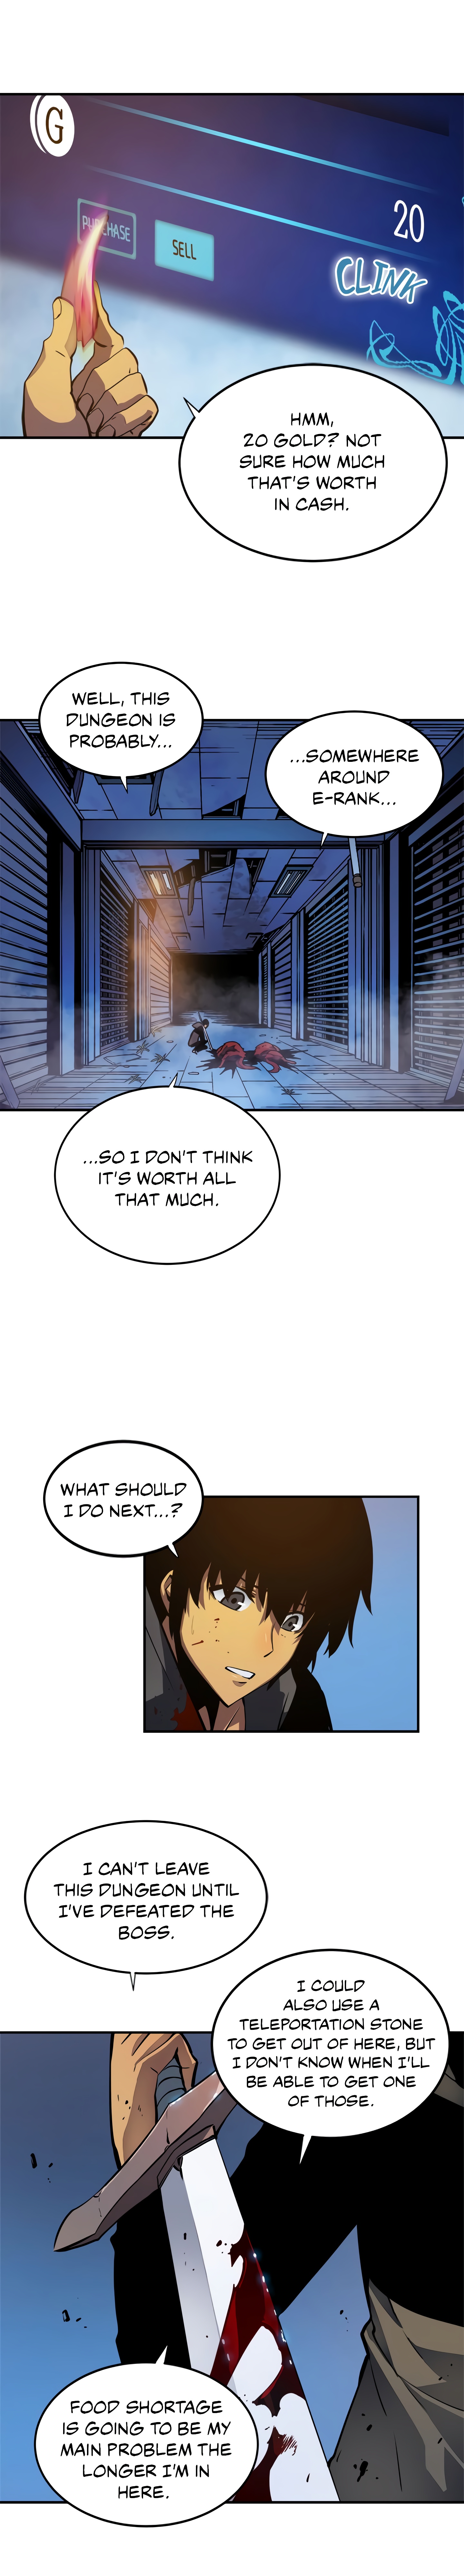 G
PURCHASE
SELL
20
CLINK
HMM,
20 GOLD? NOT
SURE HOW MUCH
THAT'S WORTH
IN CASH.
WELL, THIS
DUNGEON IS
PROBABLY...
...SOMEWHERE
AROUND
E-RANK...
...SO I DON'T THINK
IT'S WORTH ALL
THAT MUCH.
WHAT SHOULD
I DO NEXT...?
I CAN'T LEAVE
THIS DUNGEON UNTIL
I'VE DEFEATED THE
BOSS.
I COULD
ALSO USE A
TELEPORTATION STONE
TO GET OUT OF HERE, BUT
I DON'T KNOW WHEN I'LL
BE ABLE TO GET ONE
OF THOSE.
FOOD SHORTAGE
IS GOING TO BE MY
MAIN PROBLEM THE
LONGER I'M IN
HERE.